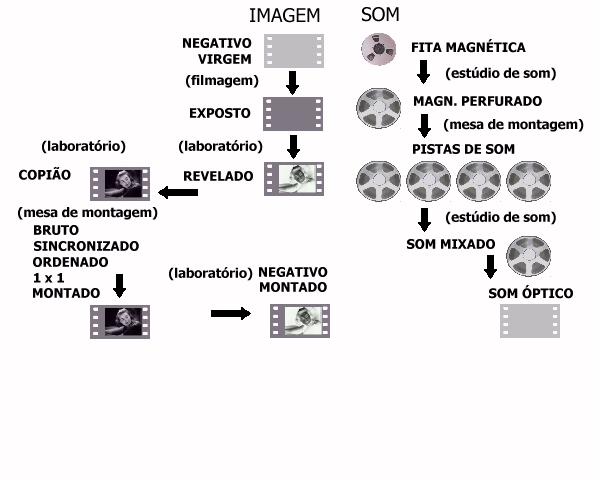 IMAGEM
SOM
NEGATIVO
VIRGEM
(filmagem)
EXPOSTO
(laboratório)
REVELADO
(laboratório)
COPIÃO
(mesa de montagem)
BRUTO
SINCRONIZADO
ORDENADO
1 x 1
MONTADO
(laboratório) NEGATIVO
MONTADO
FITA MAGNÉTICA
(estúdio de som)
MAGN. PERFURADO
(mesa de montagem)
PISTAS DE SOM
(estúdio de som)
SOM MIXADO
SOM ÓPTICO